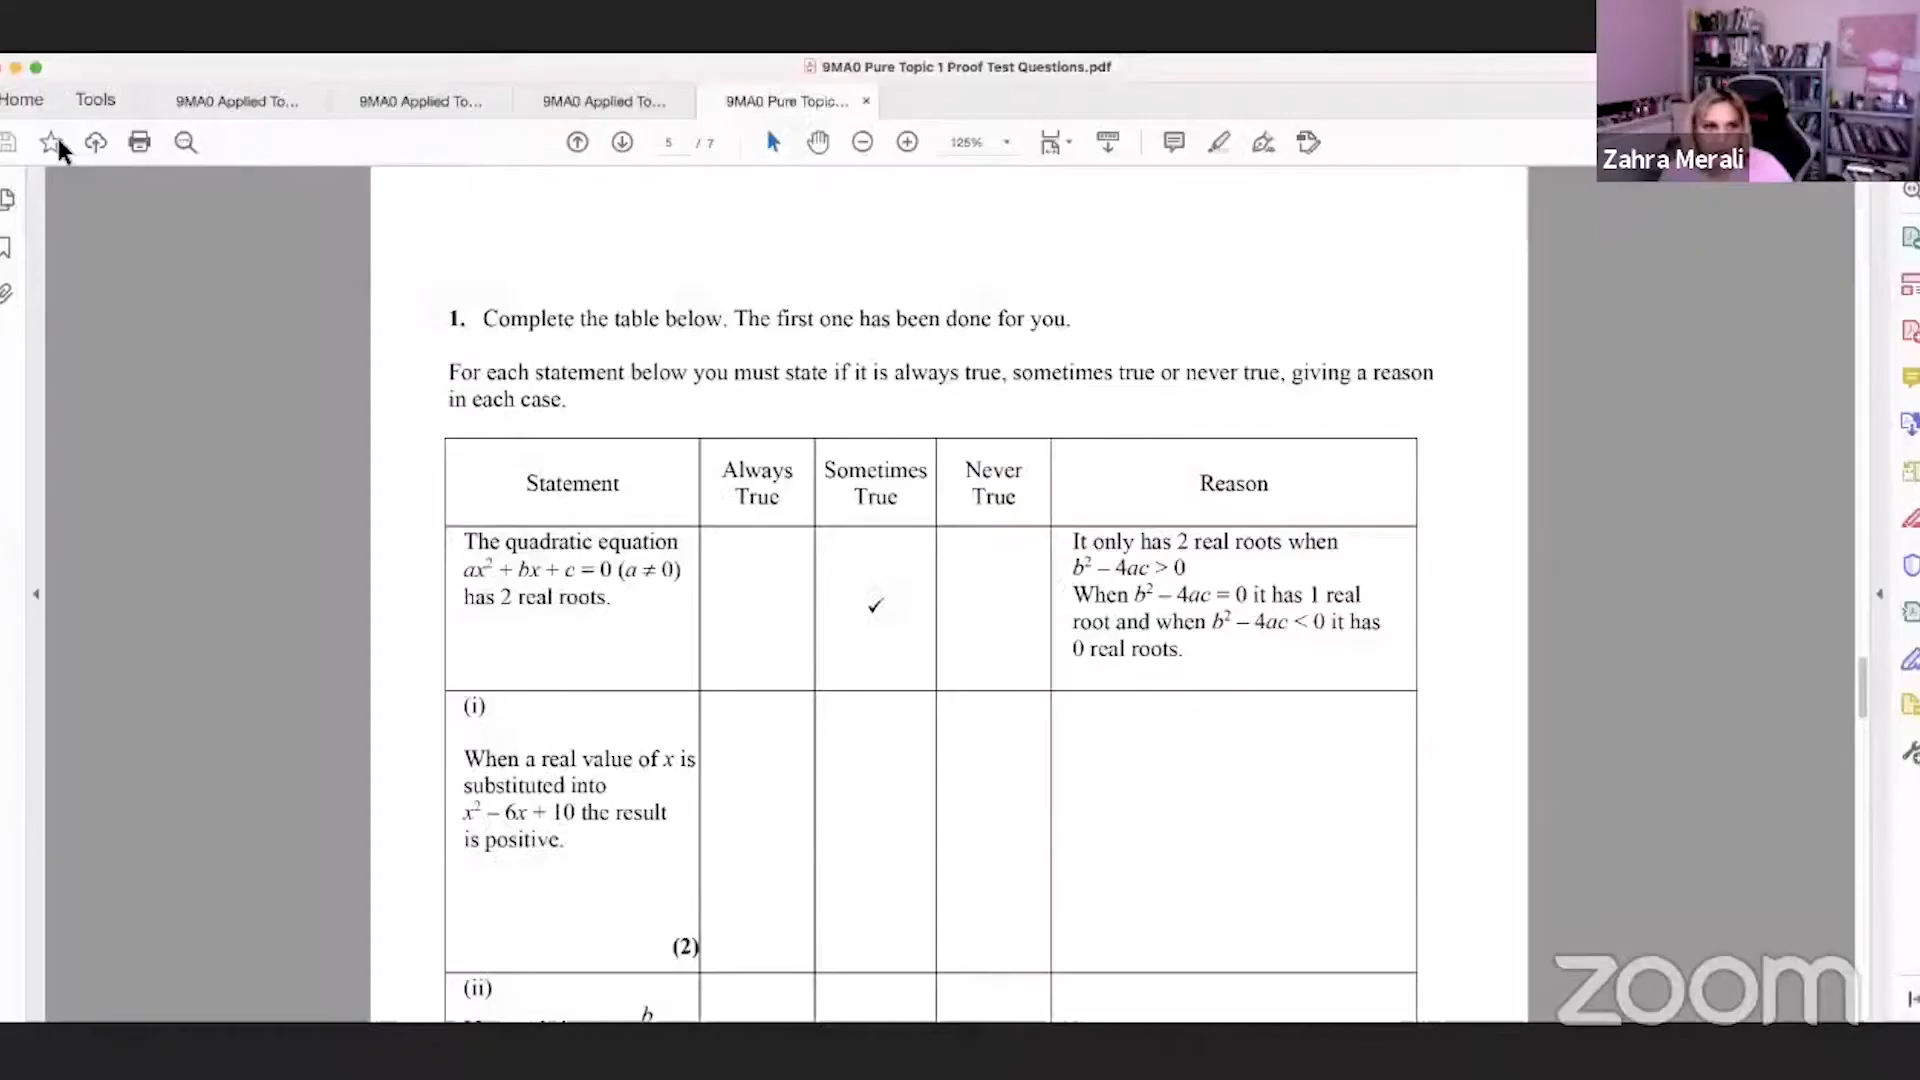 9MA0 Pure Topic 1 Proof Test Questions.pdf
Home
Tools
9MA0 Applied To...
9MA0 Applied To...
9MA0 Applied To...
9MA0 Pure Topic...
×
5 / 7
125%
Zahra Merali
1. Complete the table below. The first one has been done for you.
For each statement below you must state if it is always true, sometimes true or never true, giving a reason
in each case.
Statement
Always
True
Sometimes
True
Never
True
Reason
The quadratic equation
ax² + bx + c = 0 (a ≠ 0)
has 2 real roots.
✓
It only has 2 real roots when
b² – 4ac > 0
When b² – 4ac = 0 it has 1 real
root and when b² – 4ac < 0 it has
0 real roots.
(i)
When a real value of x is
substituted into
x² – 6x + 10 the result
is positive.
(2)
(ii)
b
zoom